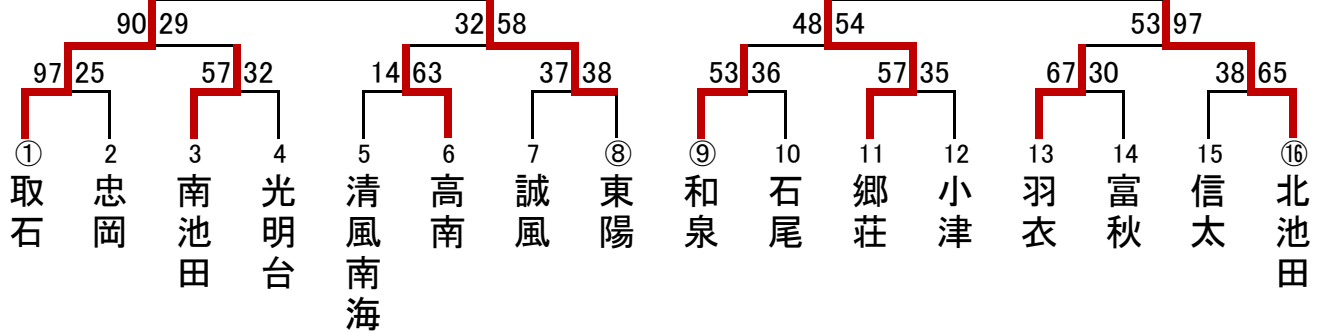 90 29 32 58 48 54 53 97
97 25 57 32 14 63 37 38 53 36 57 35 67 30 38 65
① 2 3 4 5 6 7 ⑧ ⑨ 10 11 12 13 14 15 ⑯
取石
忠岡
南池田
光明台
清風南海
高南
誠風
東陽
和泉
石尾
郷荘
小津
羽衣
富秋
信太
北池田